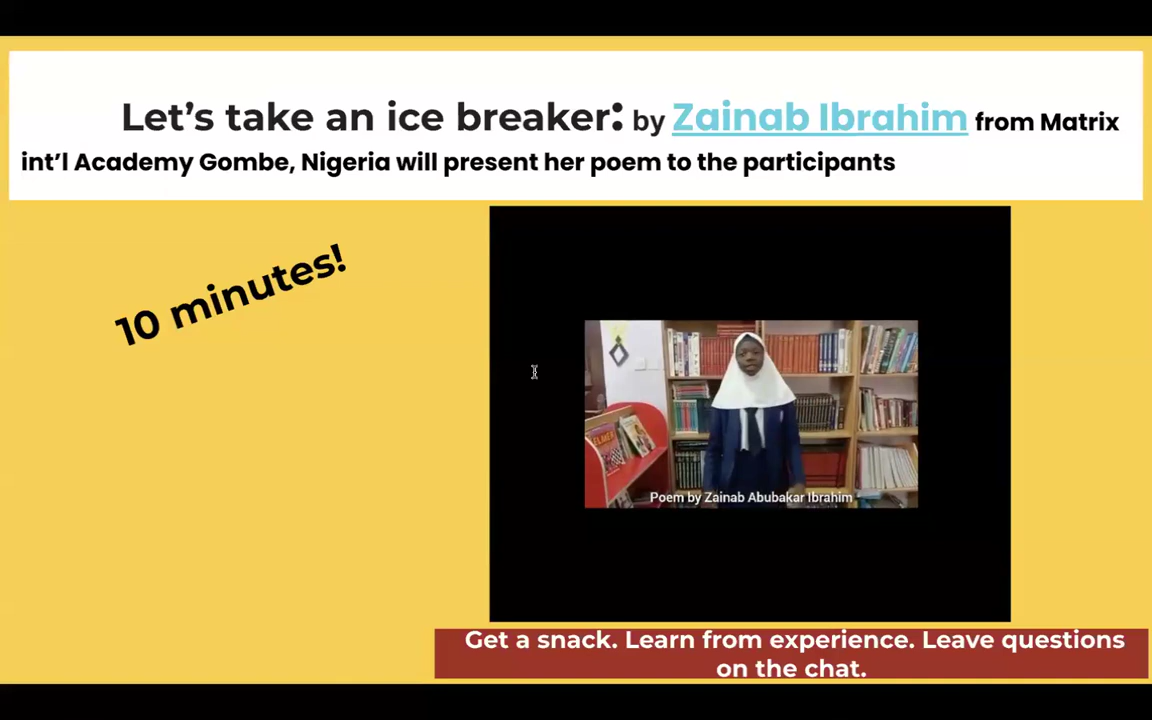 Let's take an ice breaker: by Zainab Ibrahim from Matrix
int'l Academy Gombe, Nigeria will present her poem to the participants
10 minutes!
ELMER
Poem by Zainab Abubakar Ibrahim
Get a snack. Learn from experience. Leave questions
on the chat.